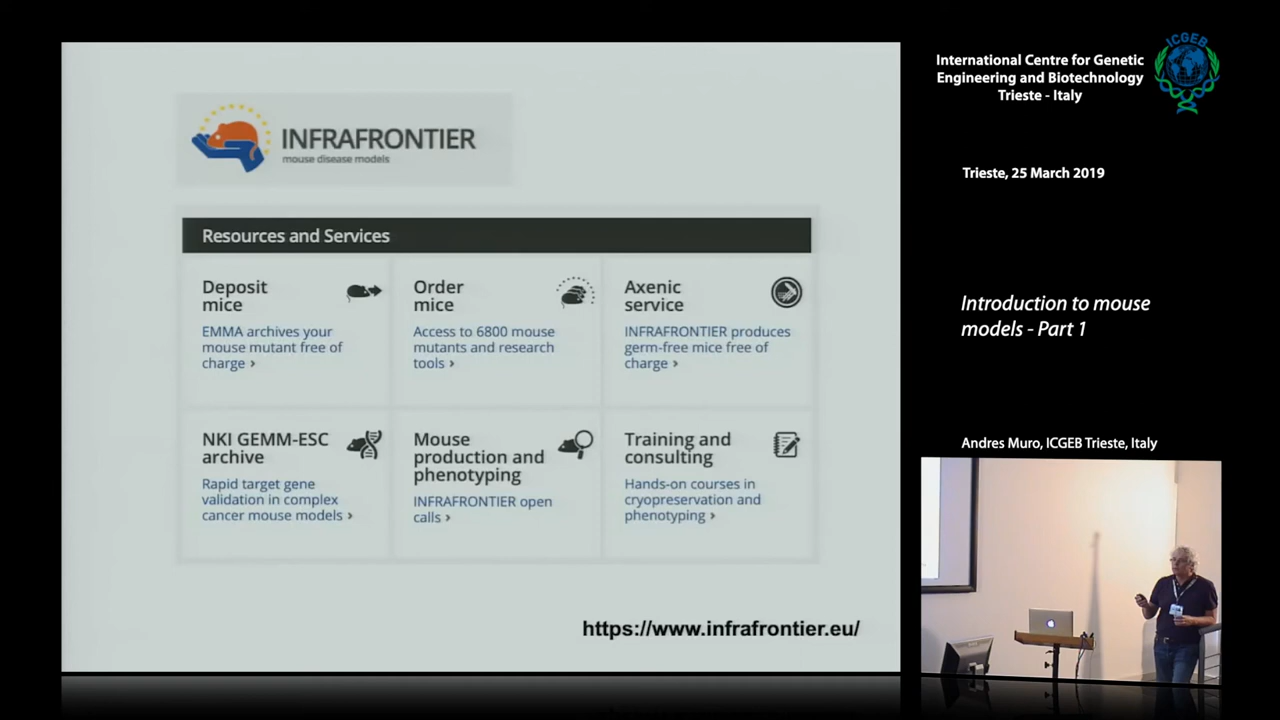 INFRAFRONTIER
mouse disease models
Resources and Services
Deposit
mice
EMMA archives your
mouse mutant free of
charge ›
Order
mice
Access to 6800 mouse
mutants and research
tools ›
Axenic
service
INFRAFRONTIER produces
germ-free mice free of
charge ›
NKI GEMM-ESC
archive
Rapid target gene
validation in complex
cancer mouse models ›
Mouse
production and
phenotyping
INFRAFRONTIER open
calls ›
Training and
consulting
Hands-on courses in
cryopreservation and
phenotyping ›
https://www.infrafrontier.eu/
International Centre for Genetic
Engineering and Biotechnology
Trieste - Italy
ICGEB
Trieste, 25 March 2019
Introduction to mouse
models - Part 1
Andres Muro, ICGEB Trieste, Italy